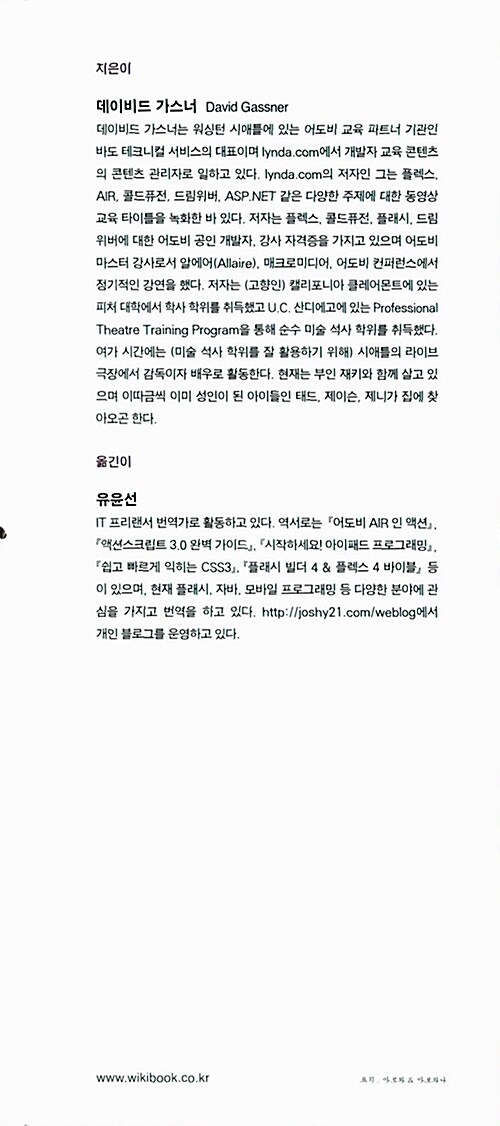 지은이
데이비드 가스너 David Gassner
데이비드 가스너는 워싱턴 시애틀에 있는 어도비 교육 파트너 기관인
바도 테크니컬 서비스의 대표이며 lynda.com에서 개발자 교육 콘텐츠
의 콘텐츠 관리자로 일하고 있다. lynda.com의 저자인 그는 플렉스,
AIR, 콜드퓨전, 드림위버, ASP.NET 같은 다양한 주제에 대한 동영상
교육 타이틀을 녹화한 바 있다. 저자는 플렉스, 콜드퓨전, 플래시, 드림
위버에 대한 어도비 공인 개발자, 강사 자격증을 가지고 있으며 어도비
마스터 강사로서 알에어(Allaire), 매크로미디어, 어도비 컨퍼런스에서
정기적인 강연을 했다. 저자는 (고향인) 캘리포니아 클레어몬트에 있는
피처 대학에서 학사 학위를 취득했고 U.C. 산디에고에 있는 Professional
Theatre Training Program을 통해 순수 미술 석사 학위를 취득했다.
여가 시간에는 (미술 석사 학위를 잘 활용하기 위해) 시애틀의 라이브
극장에서 감독이자 배우로 활동한다. 현재는 부인 재키와 함께 살고 있
으며 이따금씩 이미 성인이 된 아이들인 태드, 제이슨, 제니가 집에 찾
아오곤 한다.
옮긴이
유윤선
IT 프리랜서 번역가로 활동하고 있다. 역서로는 『어도비 AIR 인 액션』,
『액션스크립트 3.0 완벽 가이드』, 『시작하세요! 아이패드 프로그래밍』,
『쉽고 빠르게 익히는 CSS3』, 『플래시 빌더 4 & 플렉스 4 바이블』 등
이 있으며, 현재 플래시, 자바, 모바일 프로그래밍 등 다양한 분야에 관
심을 가지고 번역을 하고 있다. http://joshy21.com/weblog에서
개인 블로그를 운영하고 있다.
www.wikibook.co.kr